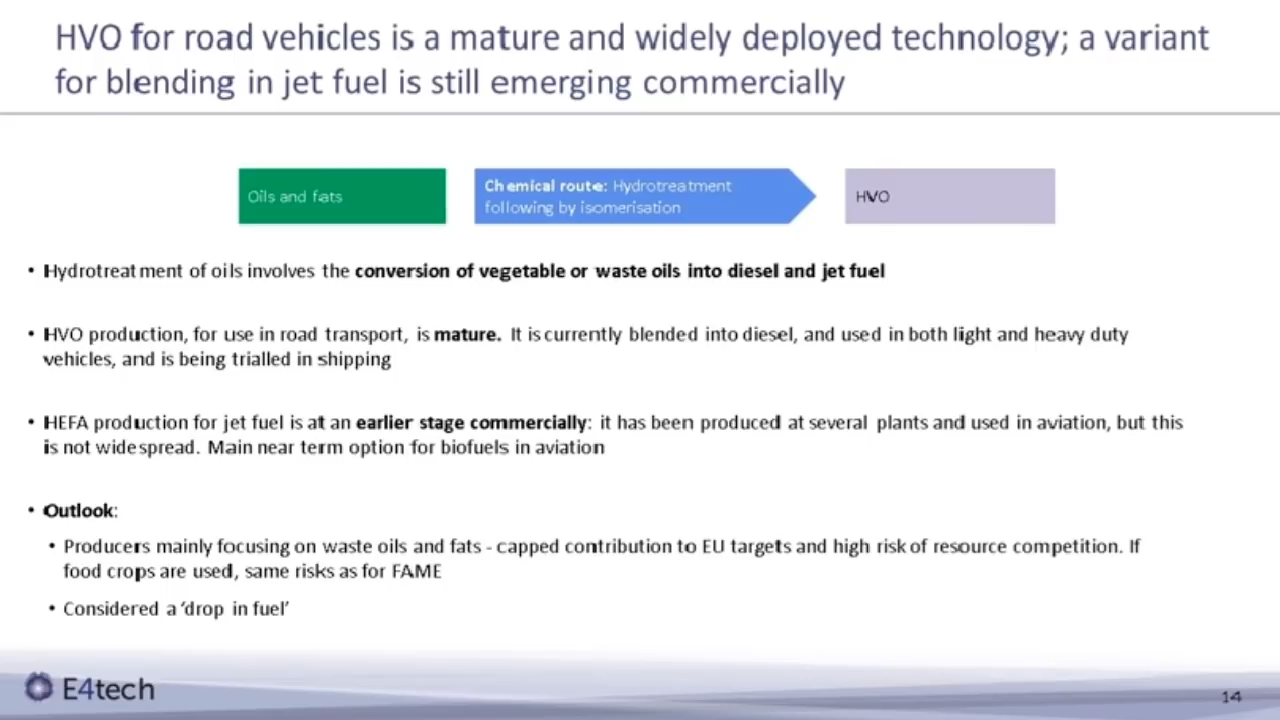 HVO for road vehicles is a mature and widely deployed technology; a variant
for blending in jet fuel is still emerging commercially
Oils and fats
Chemical route: Hydrotreatment
following by isomerisation
HVO
• Hydrotreatment of oils involves the conversion of vegetable or waste oils into diesel and jet fuel
• HVO production, for use in road transport, is mature. It is currently blended into diesel, and used in both light and heavy duty
vehicles, and is being trialled in shipping
• HEFA production for jet fuel is at an earlier stage commercially: it has been produced at several plants and used in aviation, but this
is not widespread. Main near term option for biofuels in aviation
• Outlook:
• Producers mainly focusing on waste oils and fats - capped contribution to EU targets and high risk of resource competition. If
food crops are used, same risks as for FAME
• Considered a ‘drop in fuel’
E4tech
14